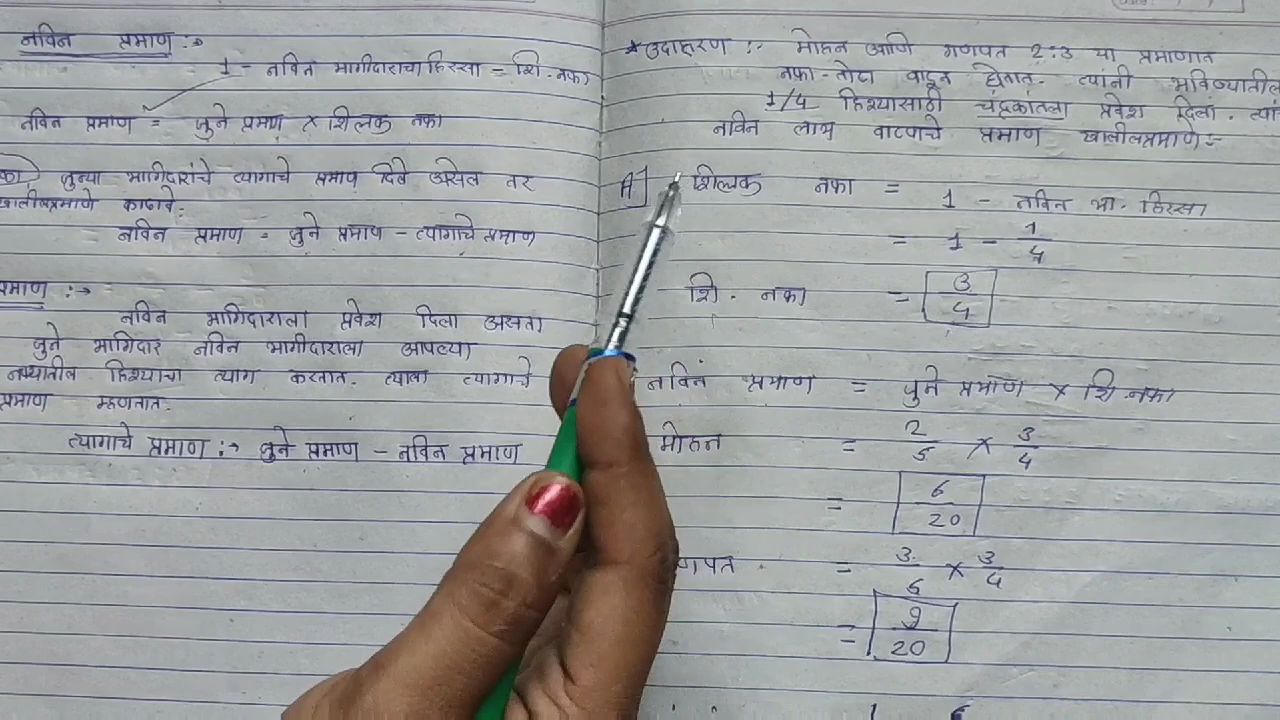 नविन प्रमाण :→
1 - नविन भागीदाराचा हिस्सा = शि. नफा
नविन प्रमाण = जुने प्रमाण × शिल्लक नफा
जुन्या भागिदारांचे त्यागाचे प्रमाण दिले असेल तर
खालीलप्रमाणे काढावे.
नविन प्रमाण = जुने प्रमाण - त्यागाचे प्रमाण
प्रमाण :→
नविन भागिदाराला प्रवेश दिला असता
जुने भागिदार नविन भागीदाराला आपल्या
नफ्यातील हिश्याचा त्याग करतात. त्याला त्यागाचे
प्रमाण म्हणतात.
त्यागाचे प्रमाण :→ जुने प्रमाण - नविन प्रमाण
* उदाहरण :- मोहन आणि गणपत 2:3 या प्रमाणात
नफा-तोटा वाटून घेतात. त्यांनी भविष्यातील
1/4 हिश्यासाठी चंद्रकांतला प्रवेश दिला.
नविन लाभ वाटणचे प्रमाण खालीलप्रमाणे:-
A] शिल्लक नफा = 1 - नविन भा. हिस्सा
= 1 - 1/4
शि. नफा = 3/4
नविन प्रमाण = जुने प्रमाण × शि. नफा
मोहन = 2/5 × 3/4
= 6/20
णपत = 3/5 × 3/4
= 9/20